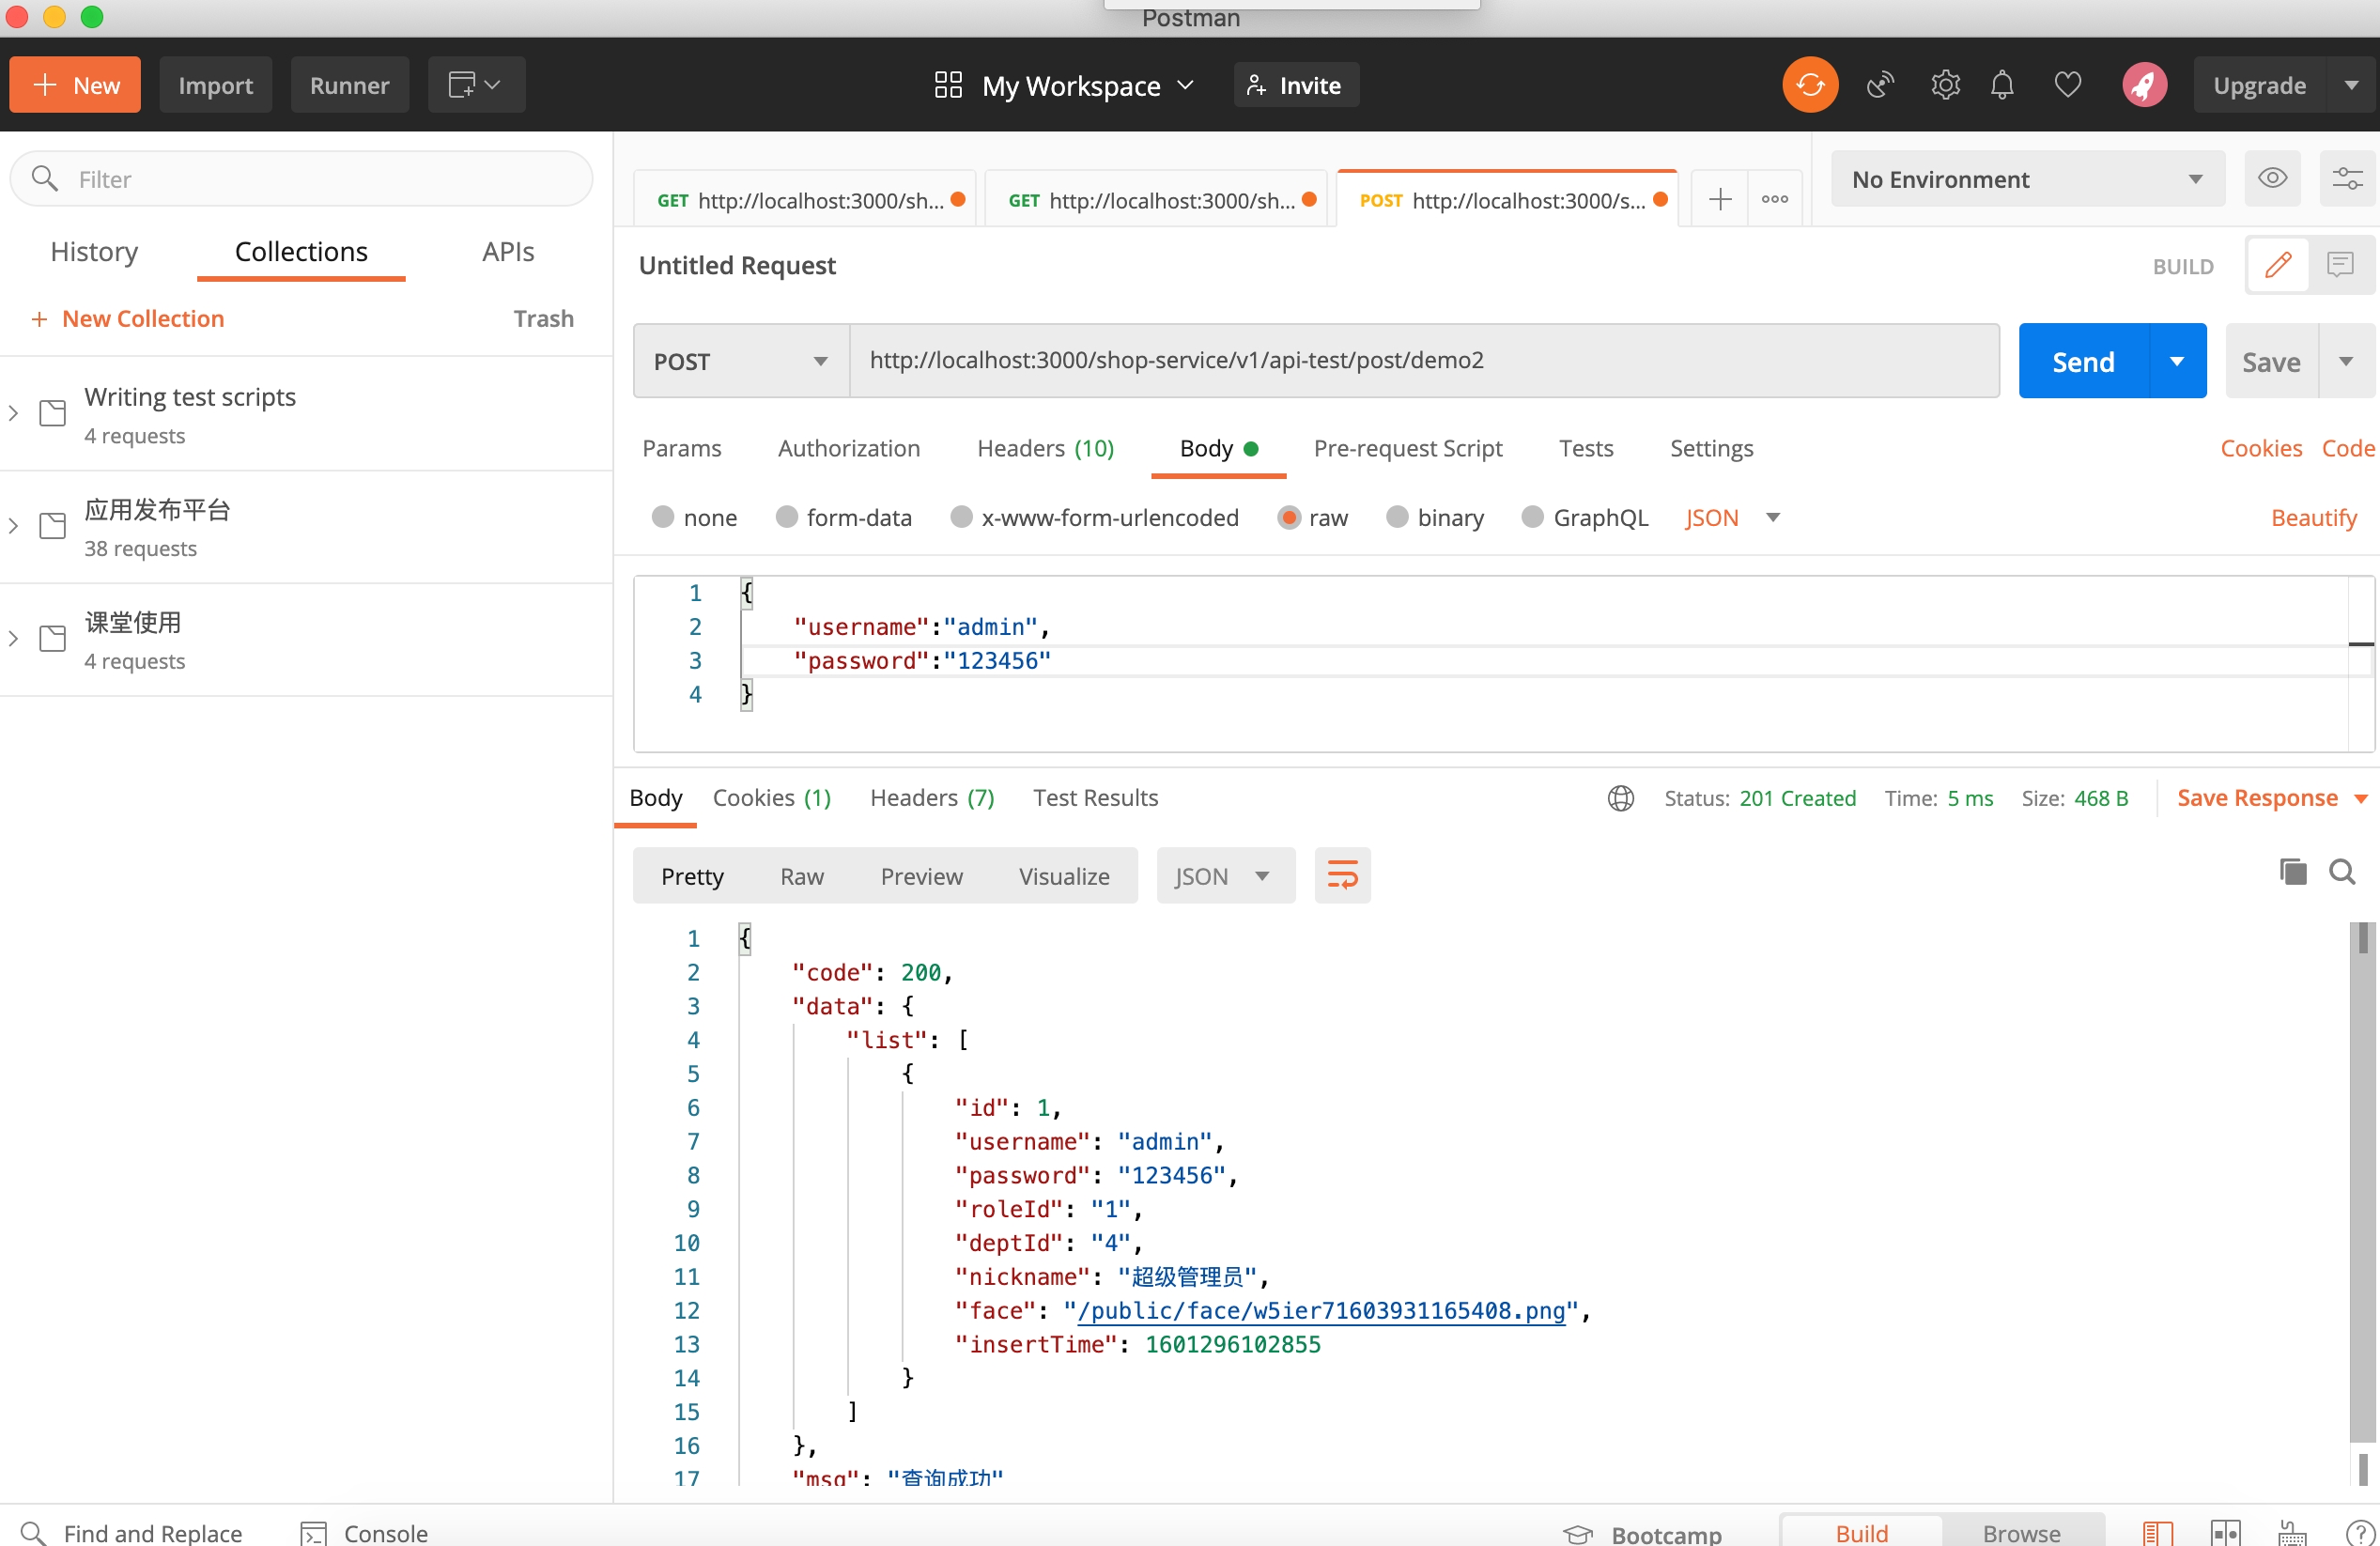 Postman
New Import Runner My Workspace Invite Upgrade
Filter
History Collections APIs
+ New Collection Trash
Writing test scripts
4 requests
应用发布平台
38 requests
课堂使用
4 requests
GET http://localhost:3000/sh... GET http://localhost:3000/sh... POST http://localhost:3000/s... No Environment
Untitled Request BUILD
POST http://localhost:3000/shop-service/v1/api-test/post/demo2 Send Save
Params Authorization Headers (10) Body Pre-request Script Tests Settings Cookies Code
none form-data x-www-form-urlencoded raw binary GraphQL JSON Beautify
1 {
2 "username":"admin",
3 "password":"123456"
4 }
Body Cookies (1) Headers (7) Test Results Status: 201 Created Time: 5 ms Size: 468 B Save Response
Pretty Raw Preview Visualize JSON
1 {
2 "code": 200,
3 "data": {
4 "list": [
5 {
6 "id": 1,
7 "username": "admin",
8 "password": "123456",
9 "roleId": "1",
10 "deptId": "4",
11 "nickname": "超级管理员",
12 "face": "/public/face/w5ier71603931165408.png",
13 "insertTime": 1601296102855
14 }
15 ]
16 },
17 "msg": "查询成功"
Find and Replace Console Bootcamp Build Browse